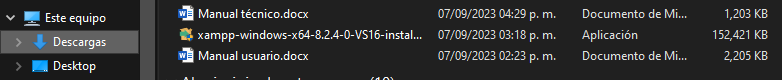 Este equipo
Descargas
Desktop
Manual técnico.docx 07/09/2023 04:29 p. m. Documento de Mi... 1,203 KB
xampp-windows-x64-8.2.4-0-VS16-instal... 07/09/2023 03:18 p. m. Aplicación 152,421 KB
Manual usuario.docx 07/09/2023 02:23 p. m. Documento de Mi... 2,205 KB